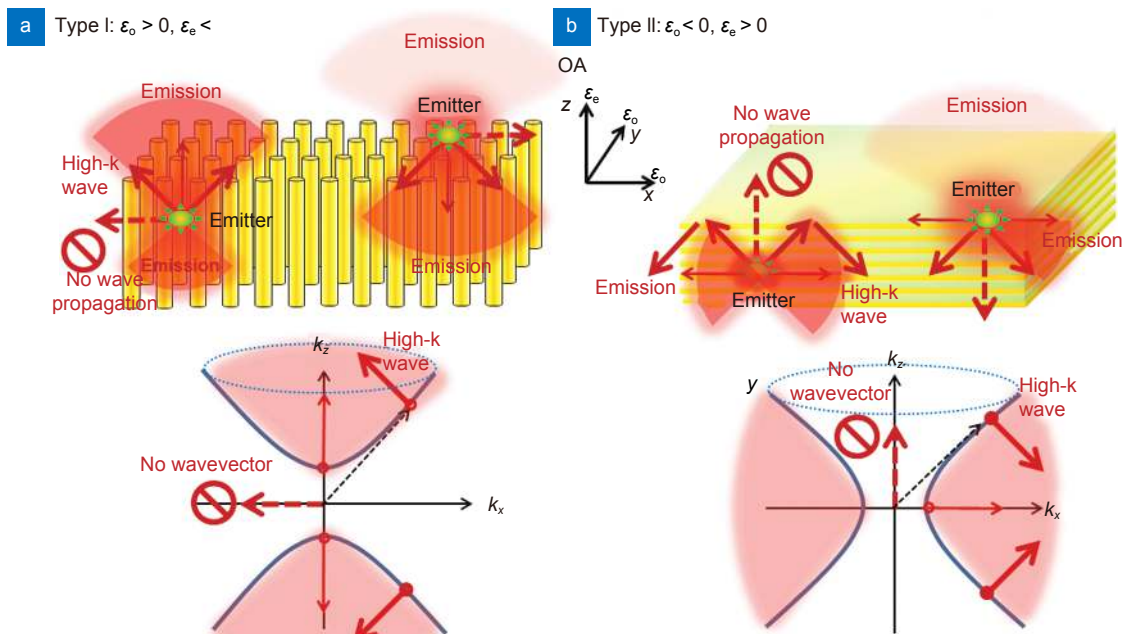 a Type I: εo > 0, εe <
Emission
Emission
Emitter
High-k
wave
Emitter
No wave
propagation
Emission
Emission
OA
z
εe
εo
y
εo
x
b Type II: εo < 0, εe > 0
No wave
propagation
Emission
Emitter
Emission
Emission
Emitter
High-k
wave
kz
High-k
wave
No wavevector
kx
y
No
wavevector
kz
High-k
wave
kx